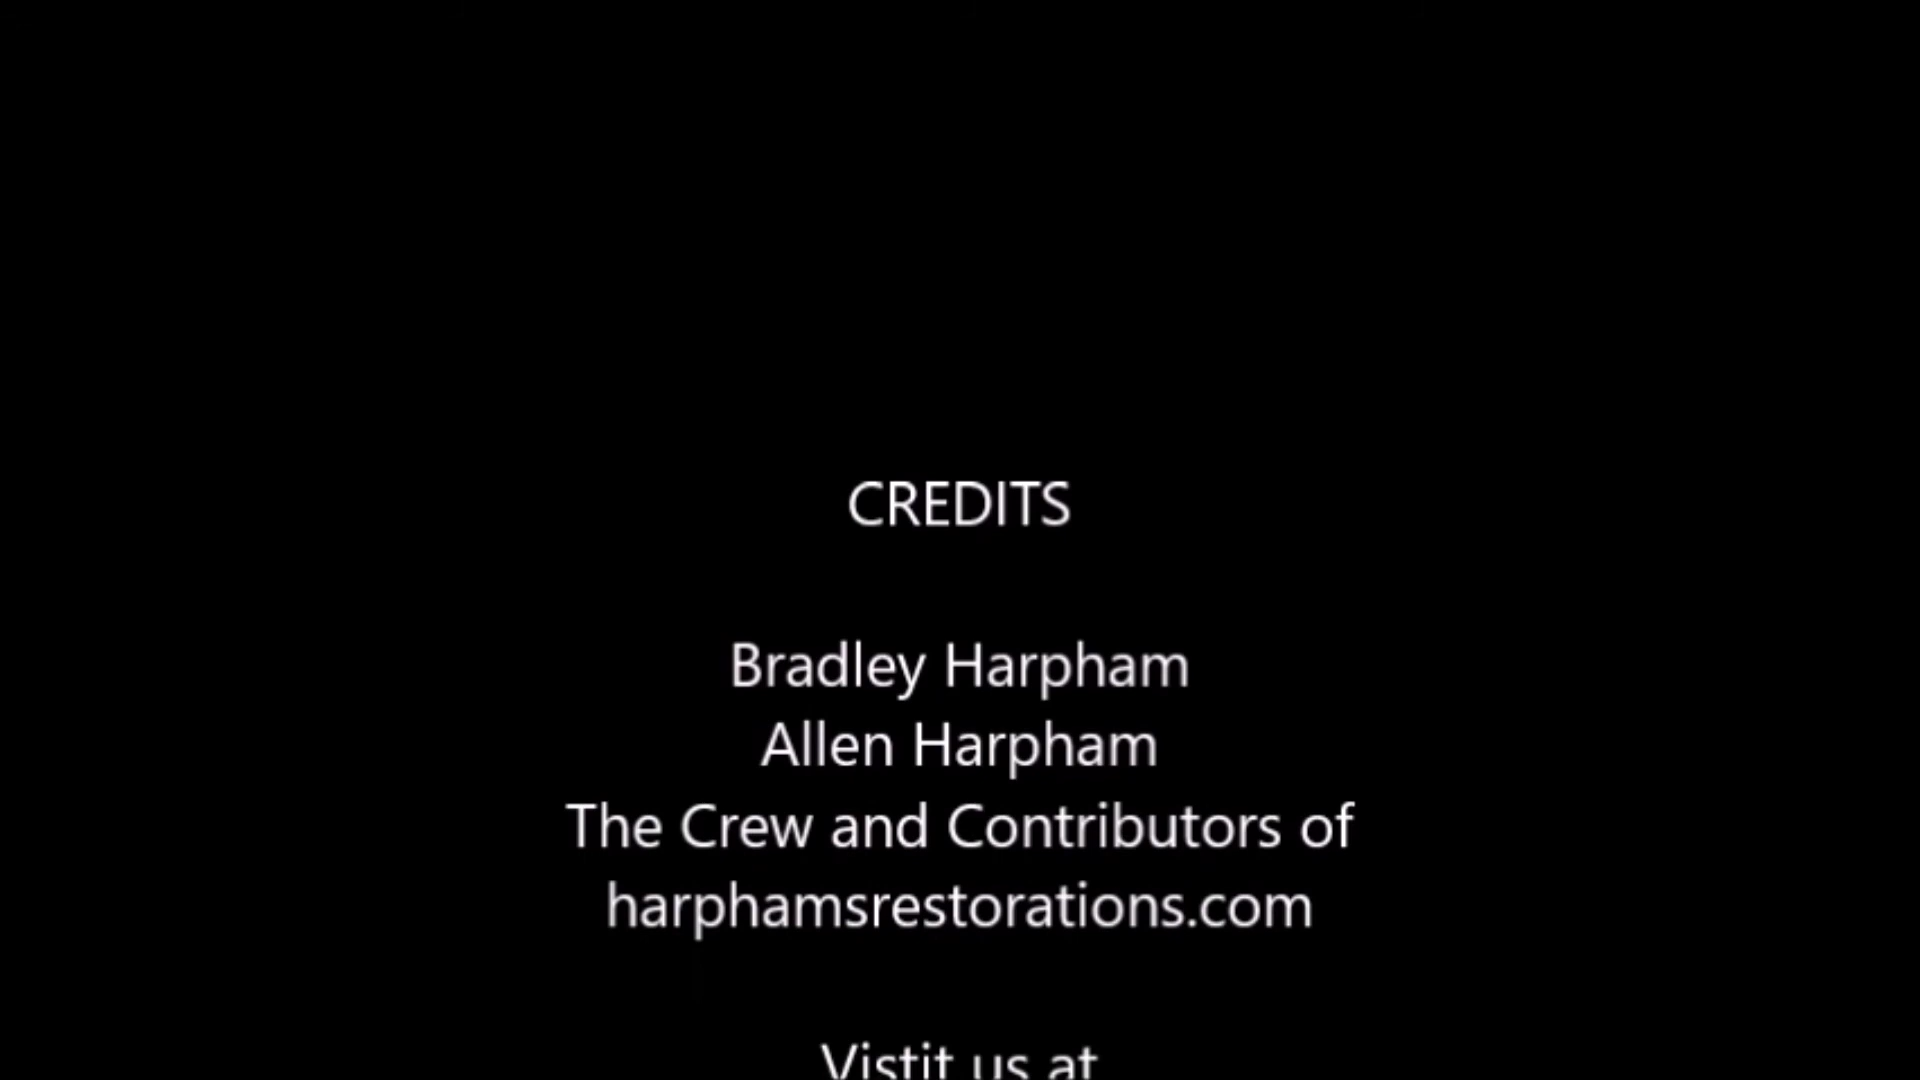 CREDITS
Bradley Harpham
Allen Harpham
The Crew and Contributors of
harphamsrestorations.com
Vistit us at